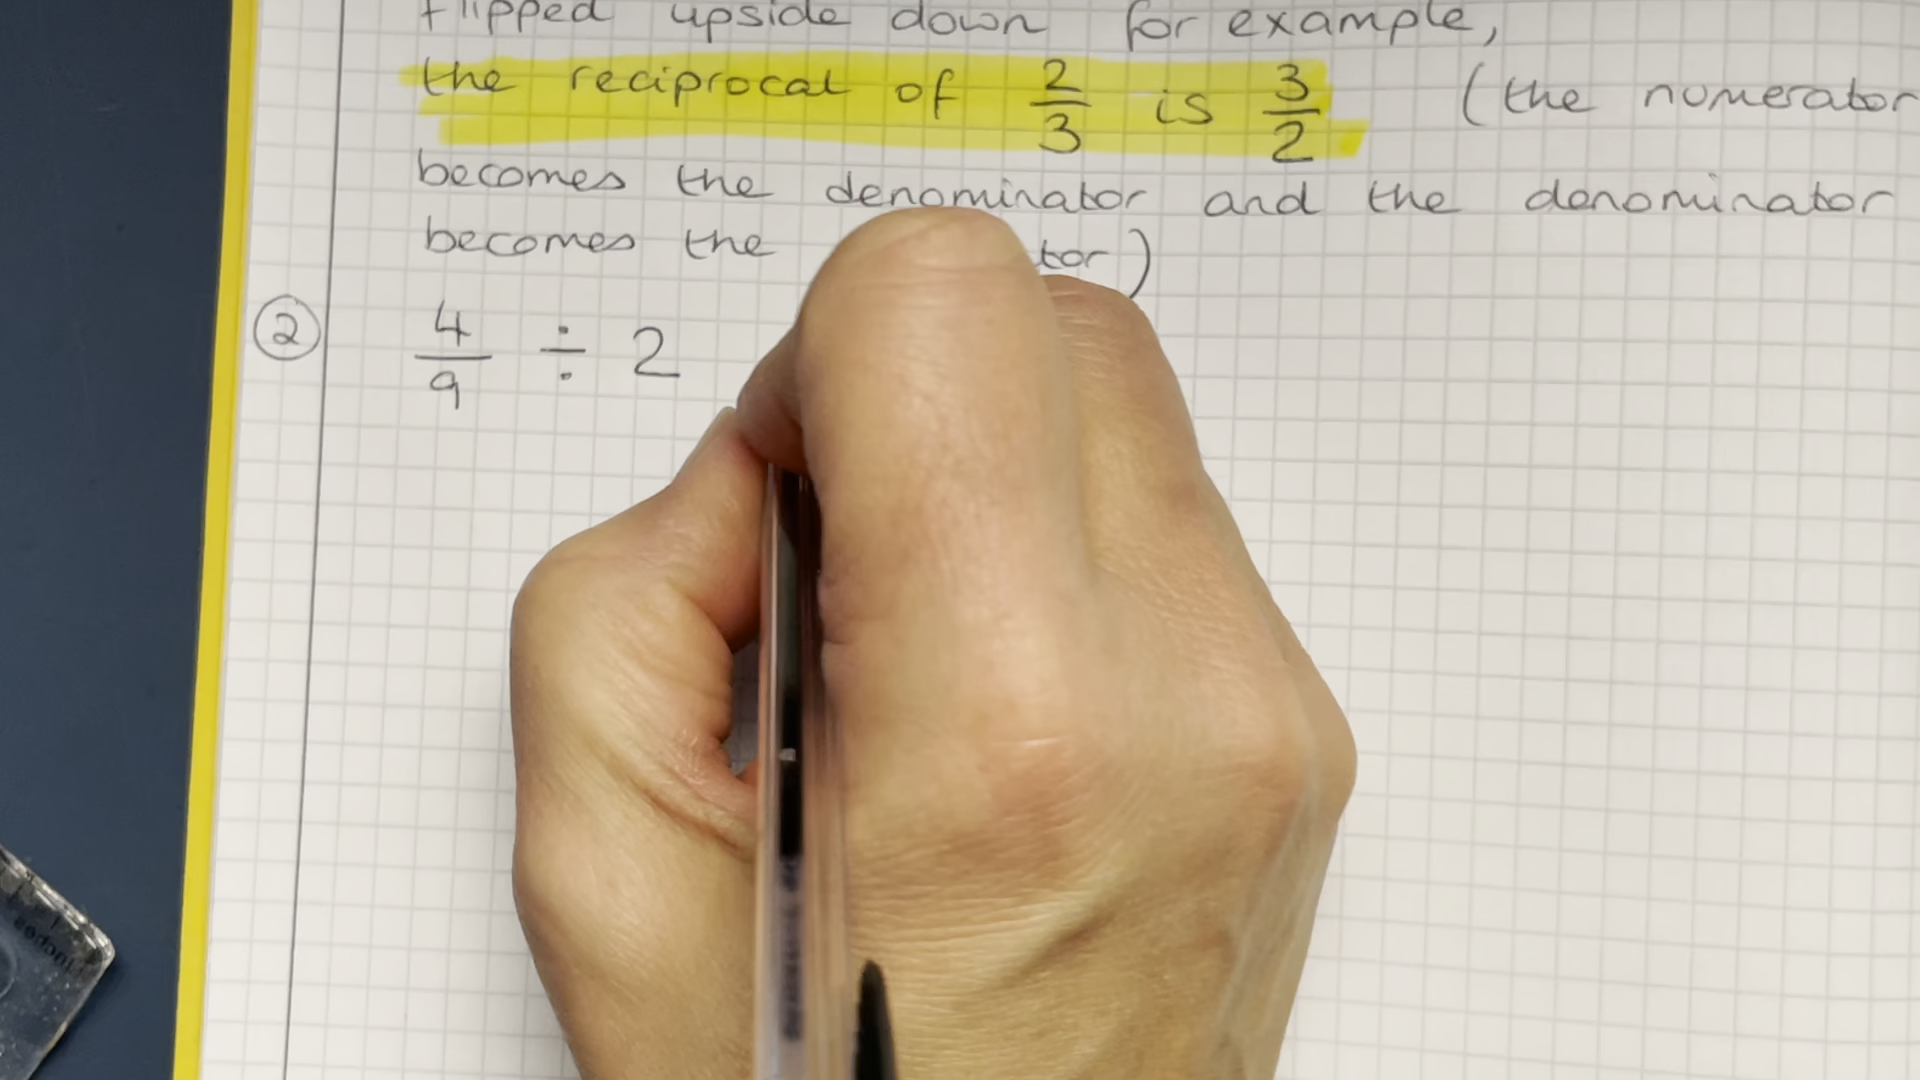 flipped upside down for example,
the reciprocal of 2/3 is 3/2 (the numerator
becomes the denominator and the denominator
becomes the tor)
② 4/9 ÷ 2